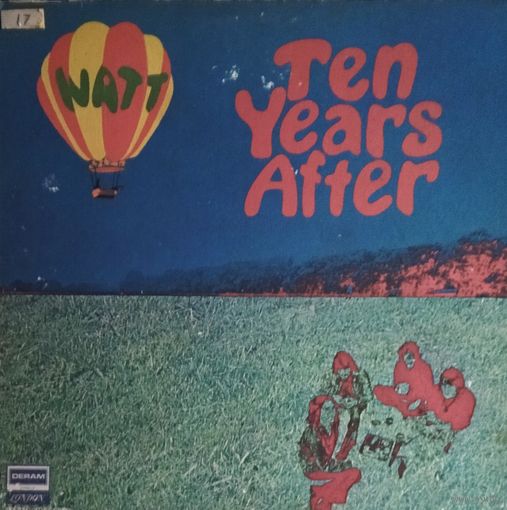 17
WATT
Ten
Years
After
DERAM
LONDON